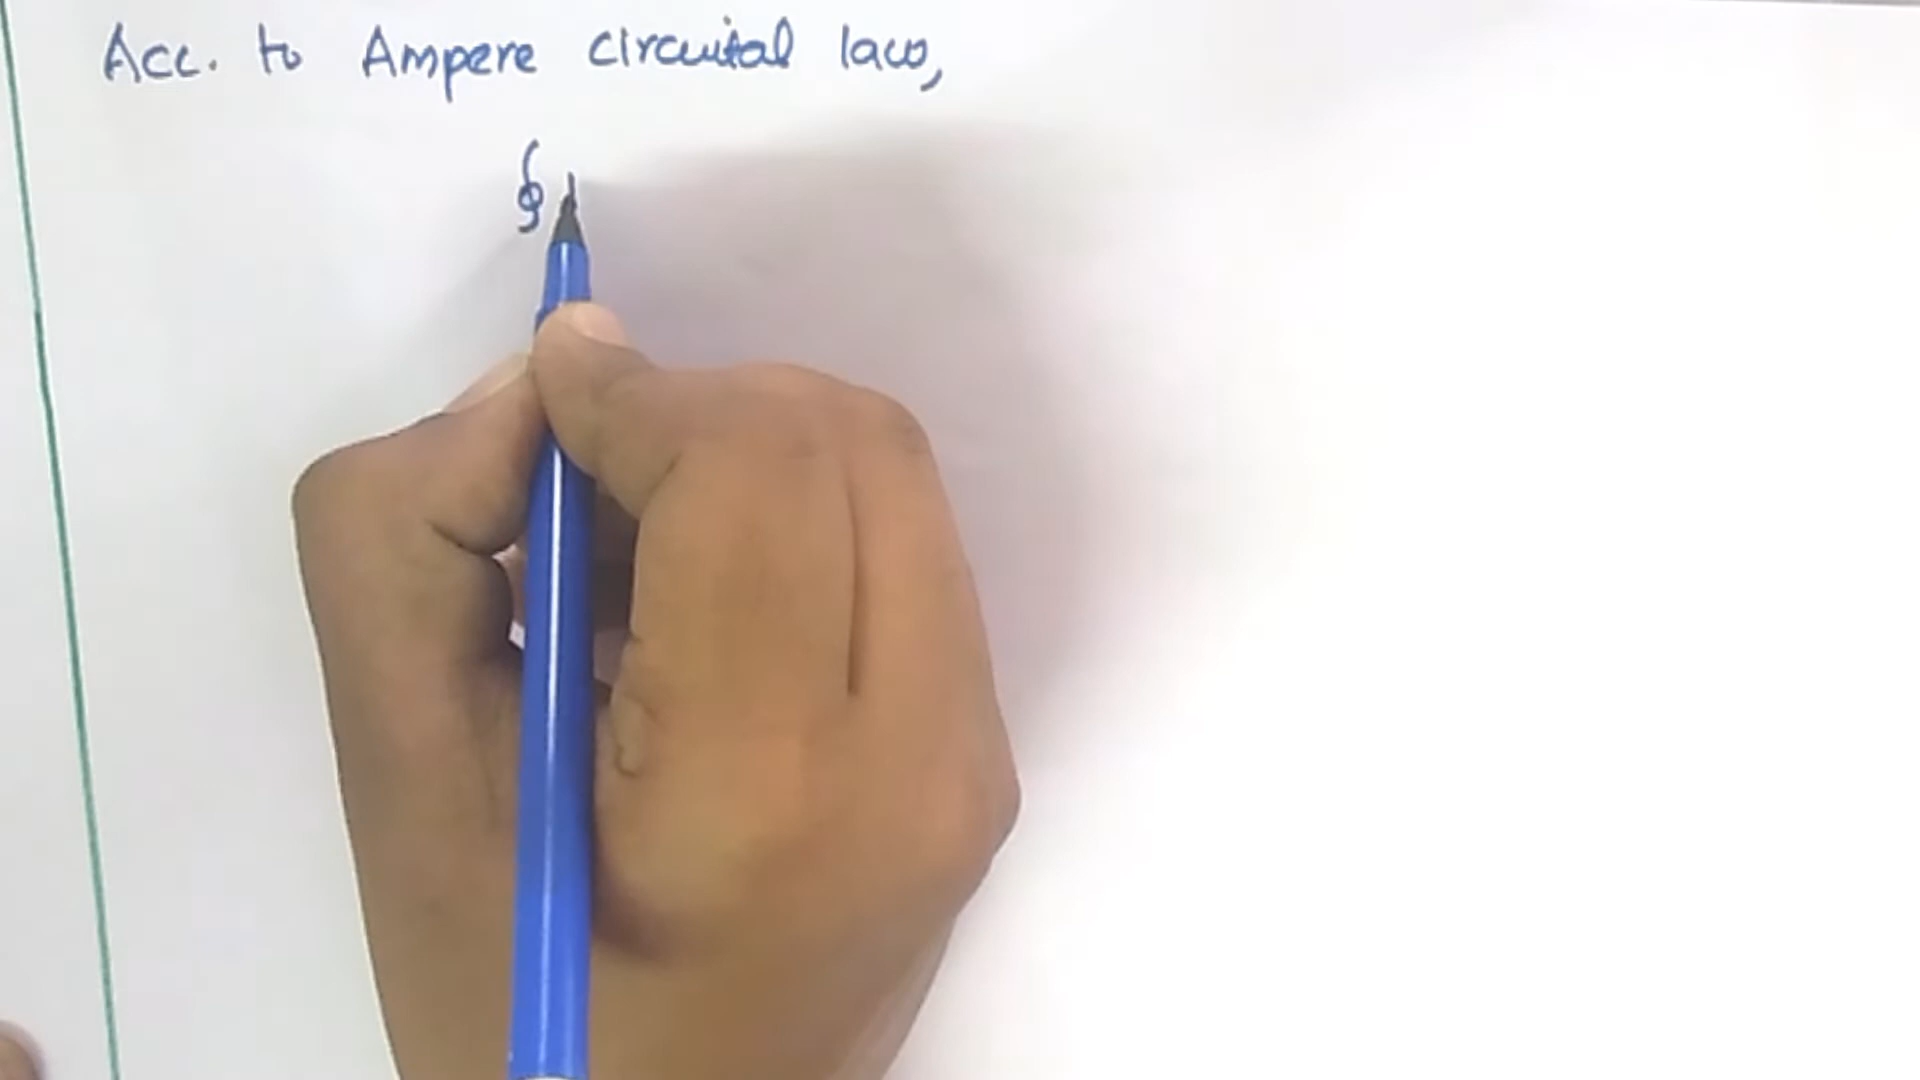 Acc. to Ampere circuital law,
∮